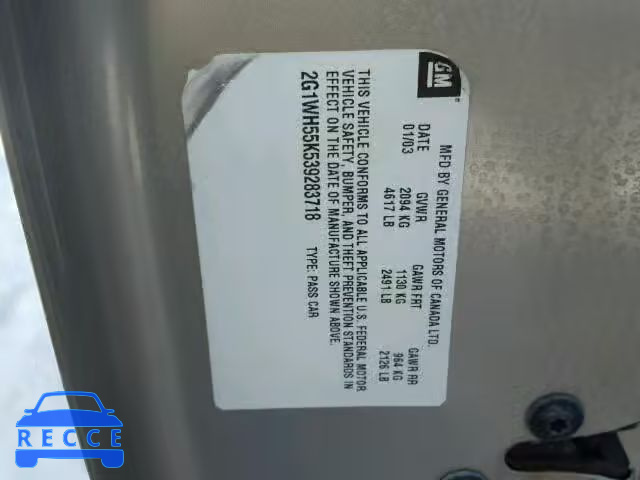 GM
MFD BY GENERAL MOTORS OF CANADA LTD.
DATE GVWR GAWR FRT GAWR RR
01/03 2094 KG 1130 KG 964 KG
4617 LB 2491 LB 2126 LB
THIS VEHICLE CONFORMS TO ALL APPLICABLE U.S. FEDERAL MOTOR
VEHICLE SAFETY, BUMPER, AND THEFT PREVENTION STANDARDS IN
EFFECT ON THE DATE OF MANUFACTURE SHOWN ABOVE.
2G1WH55K539283718 TYPE: PASS CAR
RECCE